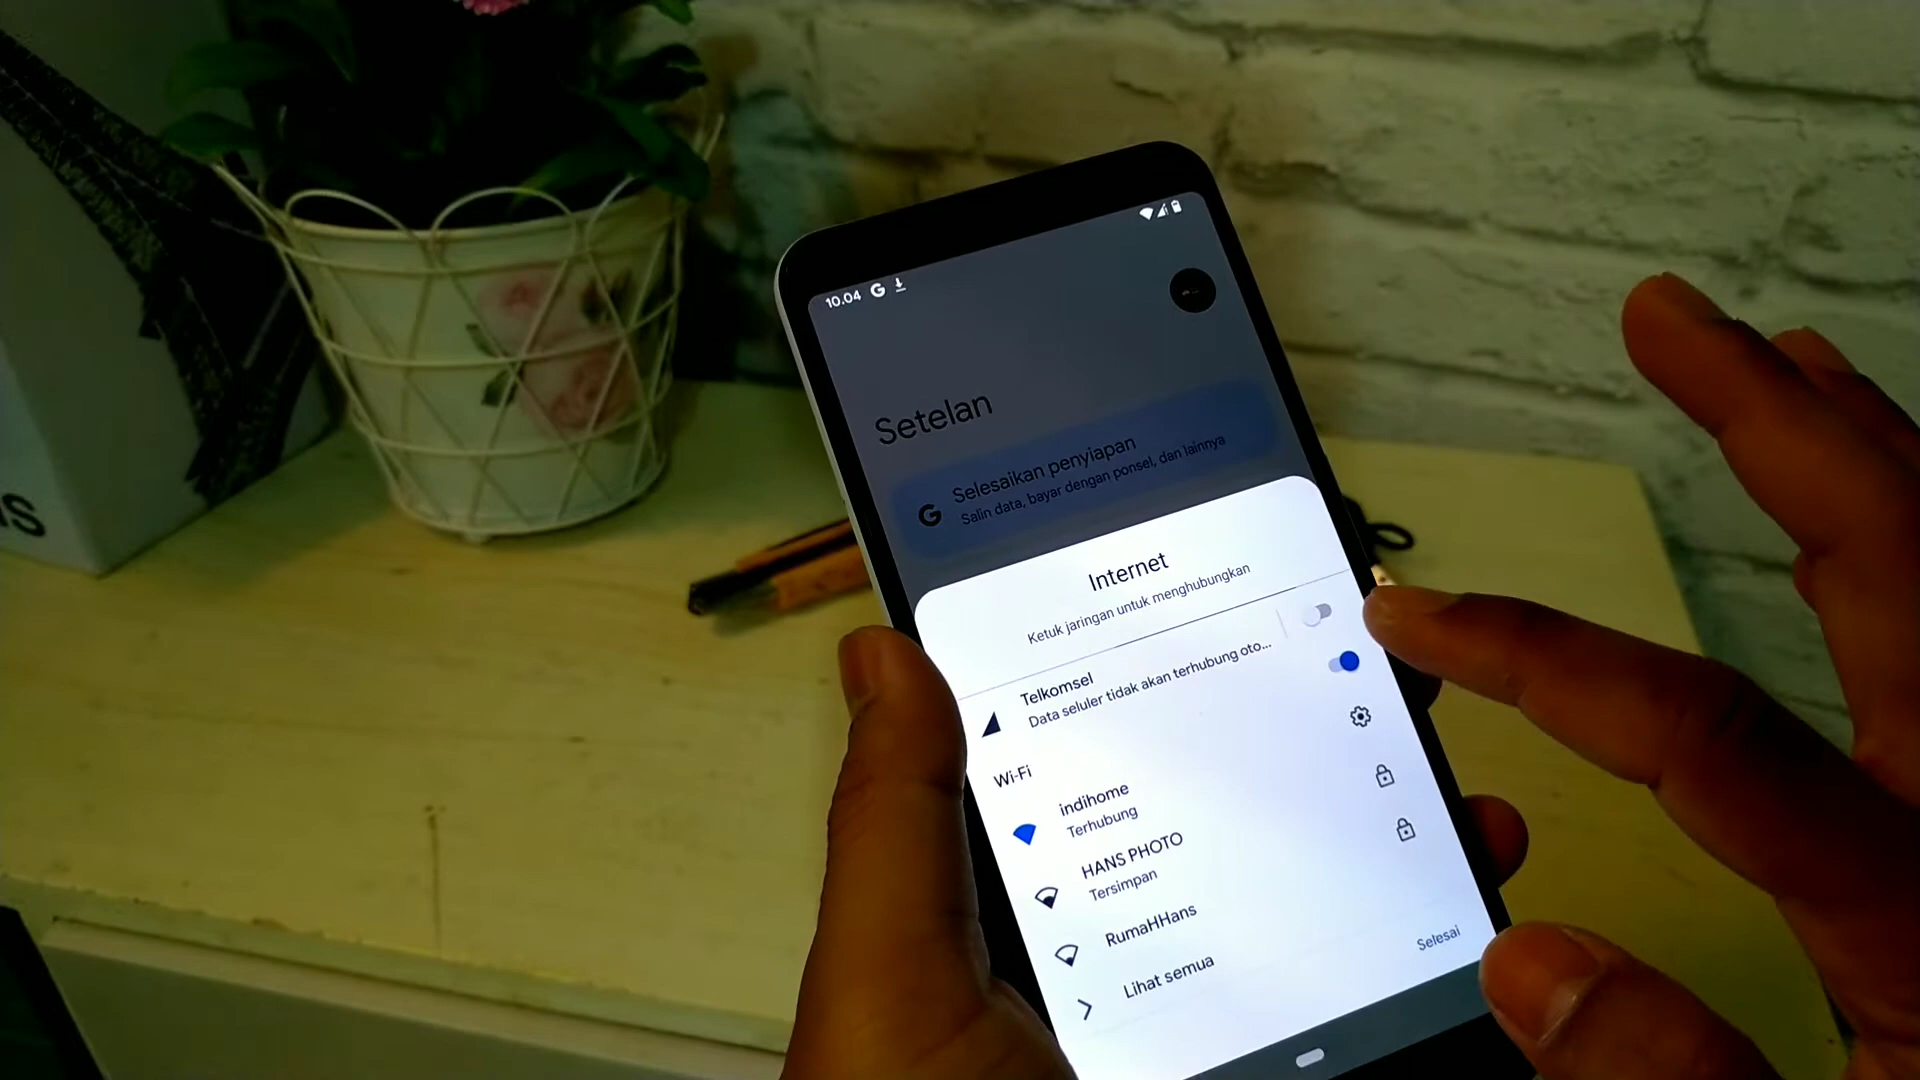 10.04
Setelan
G Selesaikan penyiapan
Salin data, bayar dengan ponsel, dan lainnya
Internet
Ketuk jaringan untuk menghubungkan
Telkomsel
Data seluler tidak akan terhubung oto...
Wi-Fi
indihome
Terhubung
HANS PHOTO
Tersimpan
RumaHHans
Lihat semua
Selesai